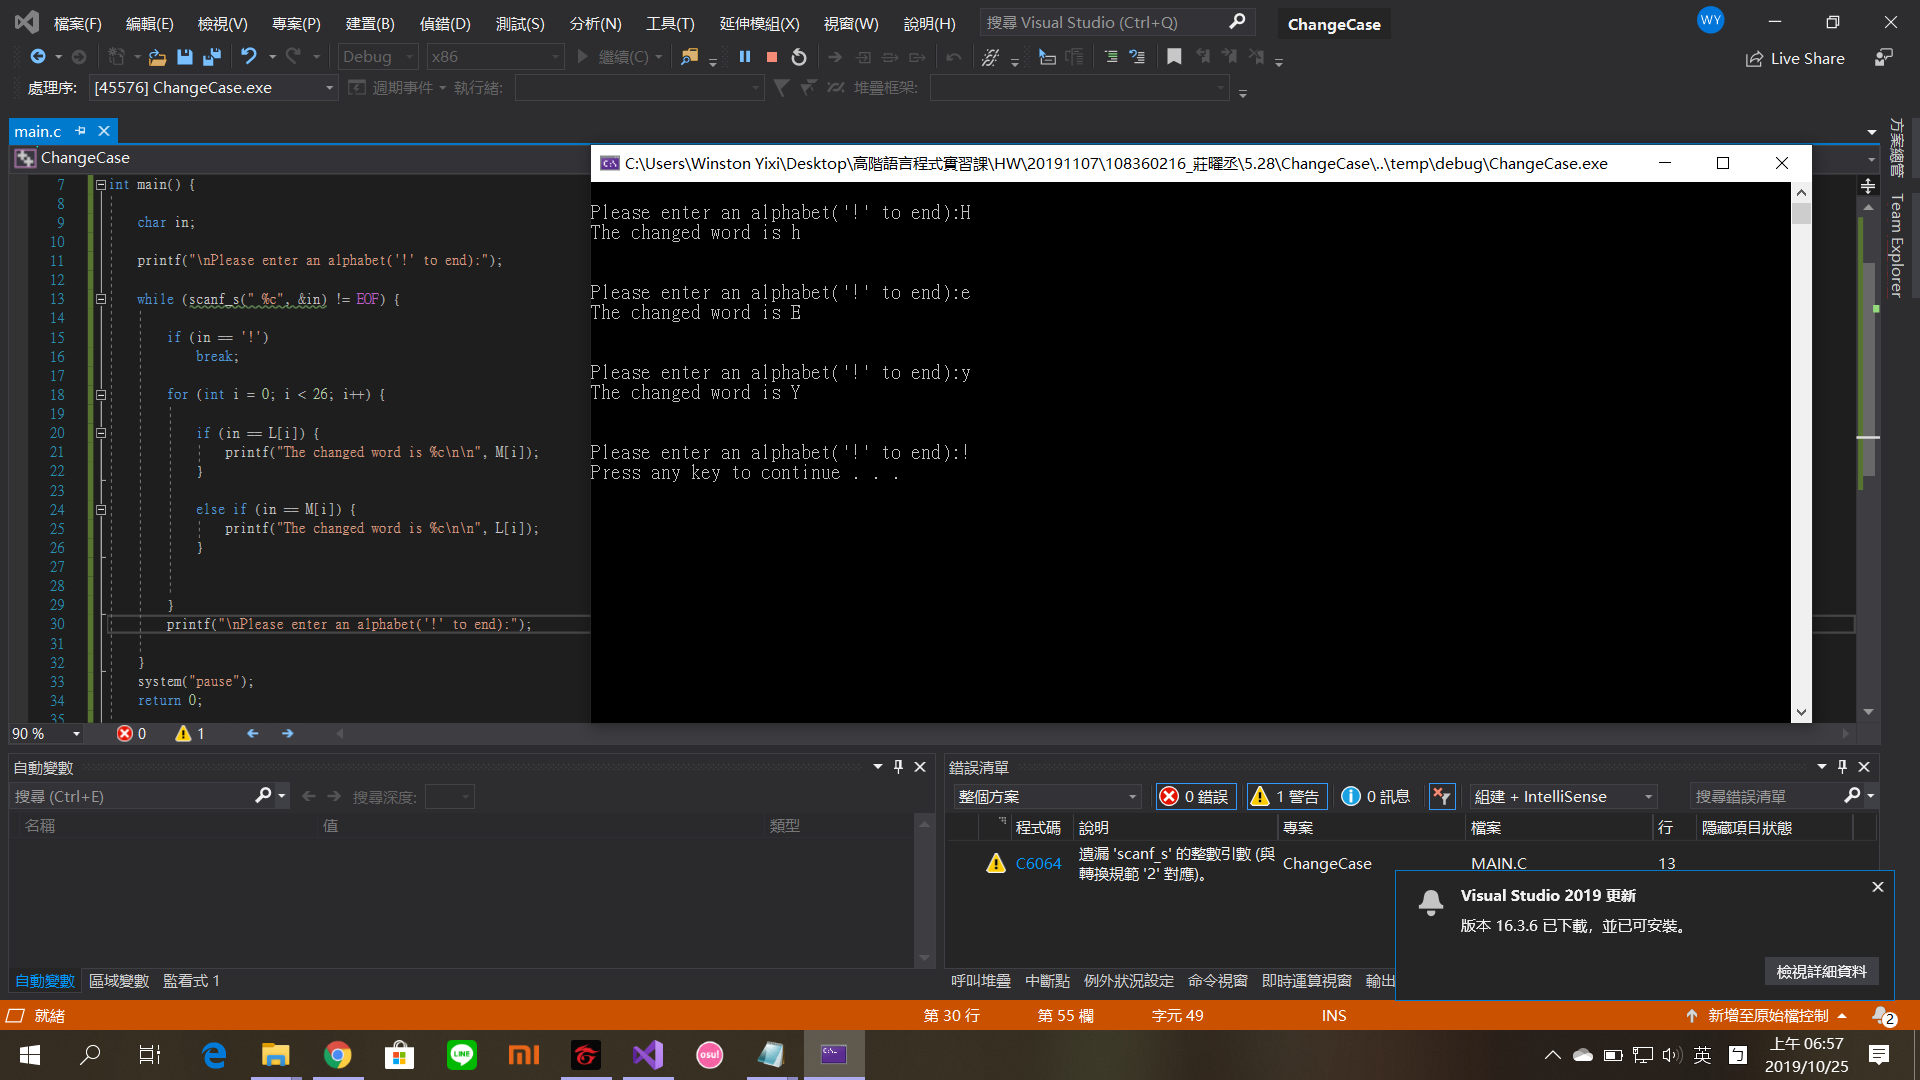 檔案(F) 編輯(E) 檢視(V) 專案(P) 建置(B) 偵錯(D) 測試(S) 分析(N) 工具(T) 延伸模組(X) 視窗(W) 說明(H) 搜尋 Visual Studio (Ctrl+Q) ChangeCase WY
Debug x86 繼續(C) Live Share
處理序: [45576] ChangeCase.exe 週期事件 執行緒: 堆疊框架:
main.c
ChangeCase
7 int main() {
8
9 char in;
10
11 printf("\nPlease enter an alphabet('!' to end):");
12
13 while (scanf_s(" %c", &in) != EOF) {
14
15 if (in == '!')
16 break;
17
18 for (int i = 0; i < 26; i++) {
19
20 if (in == L[i]) {
21 printf("The changed word is %c\n\n", M[i]);
22 }
23
24 else if (in == M[i]) {
25 printf("The changed word is %c\n\n", L[i]);
26 }
27
28
29 }
30 printf("\nPlease enter an alphabet('!' to end):");
31
32 }
33 system("pause");
34 return 0;
35
C:\Users\Winston Yixi\Desktop\高階語言程式實習課\HW\20191107\108360216_莊曜丞\5.28\ChangeCase\..\temp\debug\ChangeCase.exe
Please enter an alphabet('!' to end):H
The changed word is h
Please enter an alphabet('!' to end):e
The changed word is E
Please enter an alphabet('!' to end):y
The changed word is Y
Please enter an alphabet('!' to end):!
Press any key to continue . . .
方案總管
Team Explorer
90 % 0 1
自動變數
搜尋 (Ctrl+E) 搜尋深度:
名稱 值 類型
自動變數 區域變數 監看式 1
錯誤清單
整個方案 0 錯誤 1 警告 0 訊息 組建 + IntelliSense 搜尋錯誤清單
程式碼 說明 專案 檔案 行 隱藏項目狀態
C6064 遺漏 'scanf_s' 的整數引數 (與轉換規範 '2' 對應)。 ChangeCase MAIN.C 13
呼叫堆疊 中斷點 例外狀況設定 命令視窗 即時運算視窗 輸出
Visual Studio 2019 更新
版本 16.3.6 已下載，並已可安裝。
檢視詳細資料
就緒 第 30 行 第 55 欄 字元 49 INS 新增至原始檔控制 2
LINE osu! 英 上午 06:57
2019/10/25